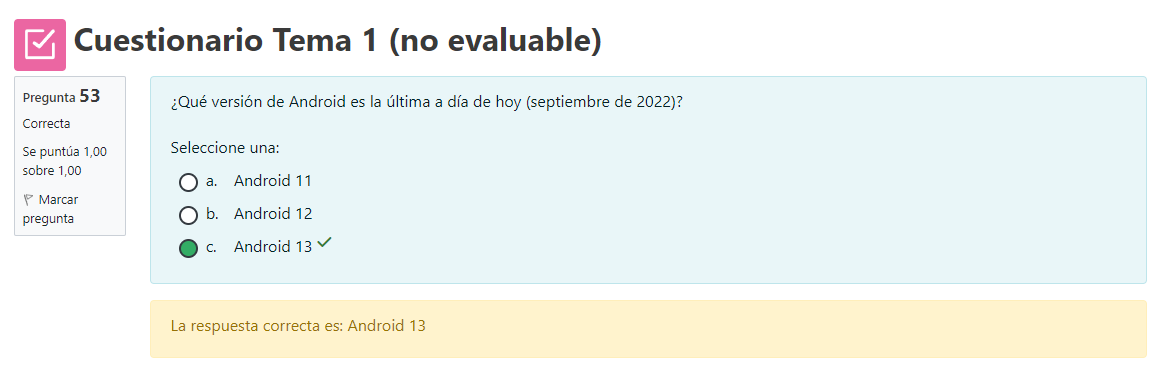 Cuestionario Tema 1 (no evaluable)
Pregunta 53
Correcta
Se puntúa 1,00
sobre 1,00
Marcar
pregunta
¿Qué versión de Android es la última a día de hoy (septiembre de 2022)?
Seleccione una:
a. Android 11
b. Android 12
c. Android 13
La respuesta correcta es: Android 13